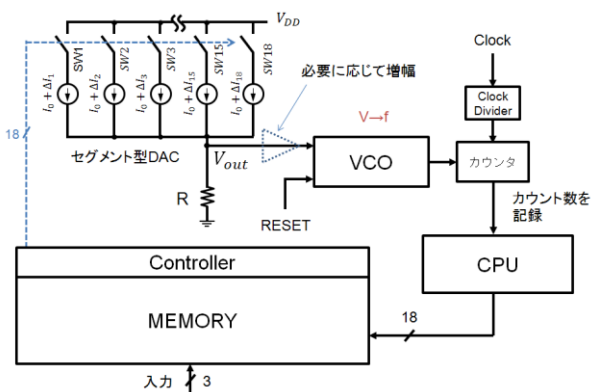 V_DD
SW1
SW2
SW3
SW15
SW18
I_0 + ΔI_1
I_0 + ΔI_2
I_0 + ΔI_3
I_0 + ΔI_15
I_0 + ΔI_18
18
セグメント型DAC
V_out
必要に応じて増幅
V→f
VCO
RESET
R
Clock
Clock
Divider
カウンタ
カウント数を
記録
CPU
18
Controller
MEMORY
入力
3